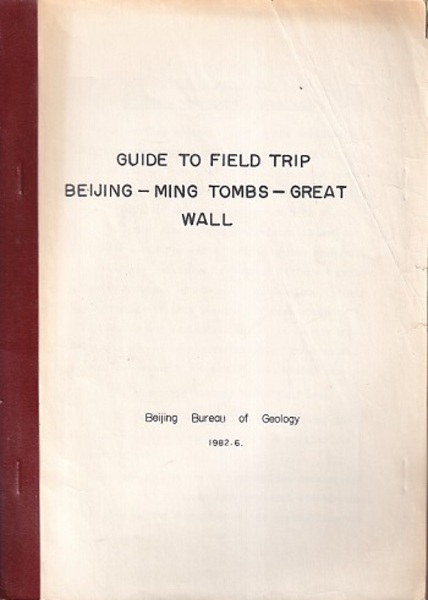 GUIDE TO FIELD TRIP
BEIJING — MING TOMBS — GREAT
WALL
Beijing Bureau of Geology
1982.6.